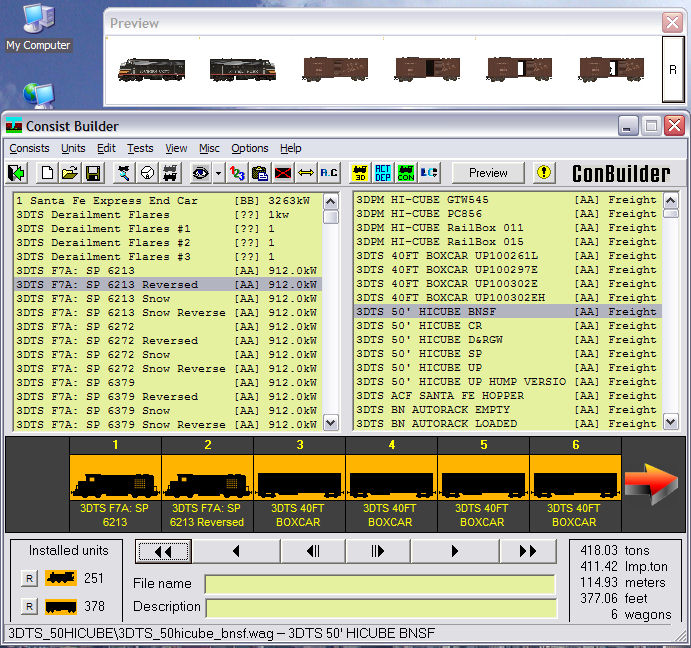 My Computer
Preview
R
Consist Builder
Consists Units Edit Tests View Misc Options Help
Preview
ConBuilder
1 Santa Fe Express End Car [BB] 3263kW
3DTS Derailment Flares [??] 1kw
3DTS Derailment Flares #1 [??] 1
3DTS Derailment Flares #2 [??] 1
3DTS Derailment Flares #3 [??] 1
3DTS F7A: SP 6213 [AA] 912.0kW
3DTS F7A: SP 6213 Reversed [AA] 912.0kW
3DTS F7A: SP 6213 Snow [AA] 912.0kW
3DTS F7A: SP 6213 Snow Reverse [AA] 912.0kW
3DTS F7A: SP 6272 [AA] 912.0kW
3DTS F7A: SP 6272 Reversed [AA] 912.0kW
3DTS F7A: SP 6272 Snow [AA] 912.0kW
3DTS F7A: SP 6272 Snow Reverse [AA] 912.0kW
3DTS F7A: SP 6379 [AA] 912.0kW
3DTS F7A: SP 6379 Reversed [AA] 912.0kW
3DTS F7A: SP 6379 Snow [AA] 912.0kW
3DTS F7A: SP 6379 Snow Reverse [AA] 912.0kW
3DPM HI-CUBE GTW545 [AA] Freight
3DPM HI-CUBE PC856 [AA] Freight
3DPM HI-CUBE RailBox 011 [AA] Freight
3DPM HI-CUBE RailBox 015 [AA] Freight
3DTS 40FT BOXCAR UP100261L [AA] Freight
3DTS 40FT BOXCAR UP100297E [AA] Freight
3DTS 40FT BOXCAR UP100302E [AA] Freight
3DTS 40FT BOXCAR UP100302EH [AA] Freight
3DTS 50' HICUBE BNSF [AA] Freight
3DTS 50' HICUBE CR [AA] Freight
3DTS 50' HICUBE D&RGW [AA] Freight
3DTS 50' HICUBE SP [AA] Freight
3DTS 50' HICUBE UP [AA] Freight
3DTS 50' HICUBE UP HUMP VERSIO [AA] Freight
3DTS ACF SANTA FE HOPPER [AA] Freight
3DTS BN AUTORACK EMPTY [AA] Freight
3DTS BN AUTORACK LOADED [AA] Freight
1 2 3 4 5 6
3DTS F7A: SP 6213
3DTS F7A: SP 6213 Reversed
3DTS 40FT BOXCAR
3DTS 40FT BOXCAR
3DTS 40FT BOXCAR
3DTS 40FT BOXCAR
Installed units
R 251
R 378
File name
Description
418.03 tons
411.42 Imp.ton
114.93 meters
377.06 feet
6 wagons
3DTS_50HICUBE\3DTS_50hicube_bnsf.wag – 3DTS 50' HICUBE BNSF